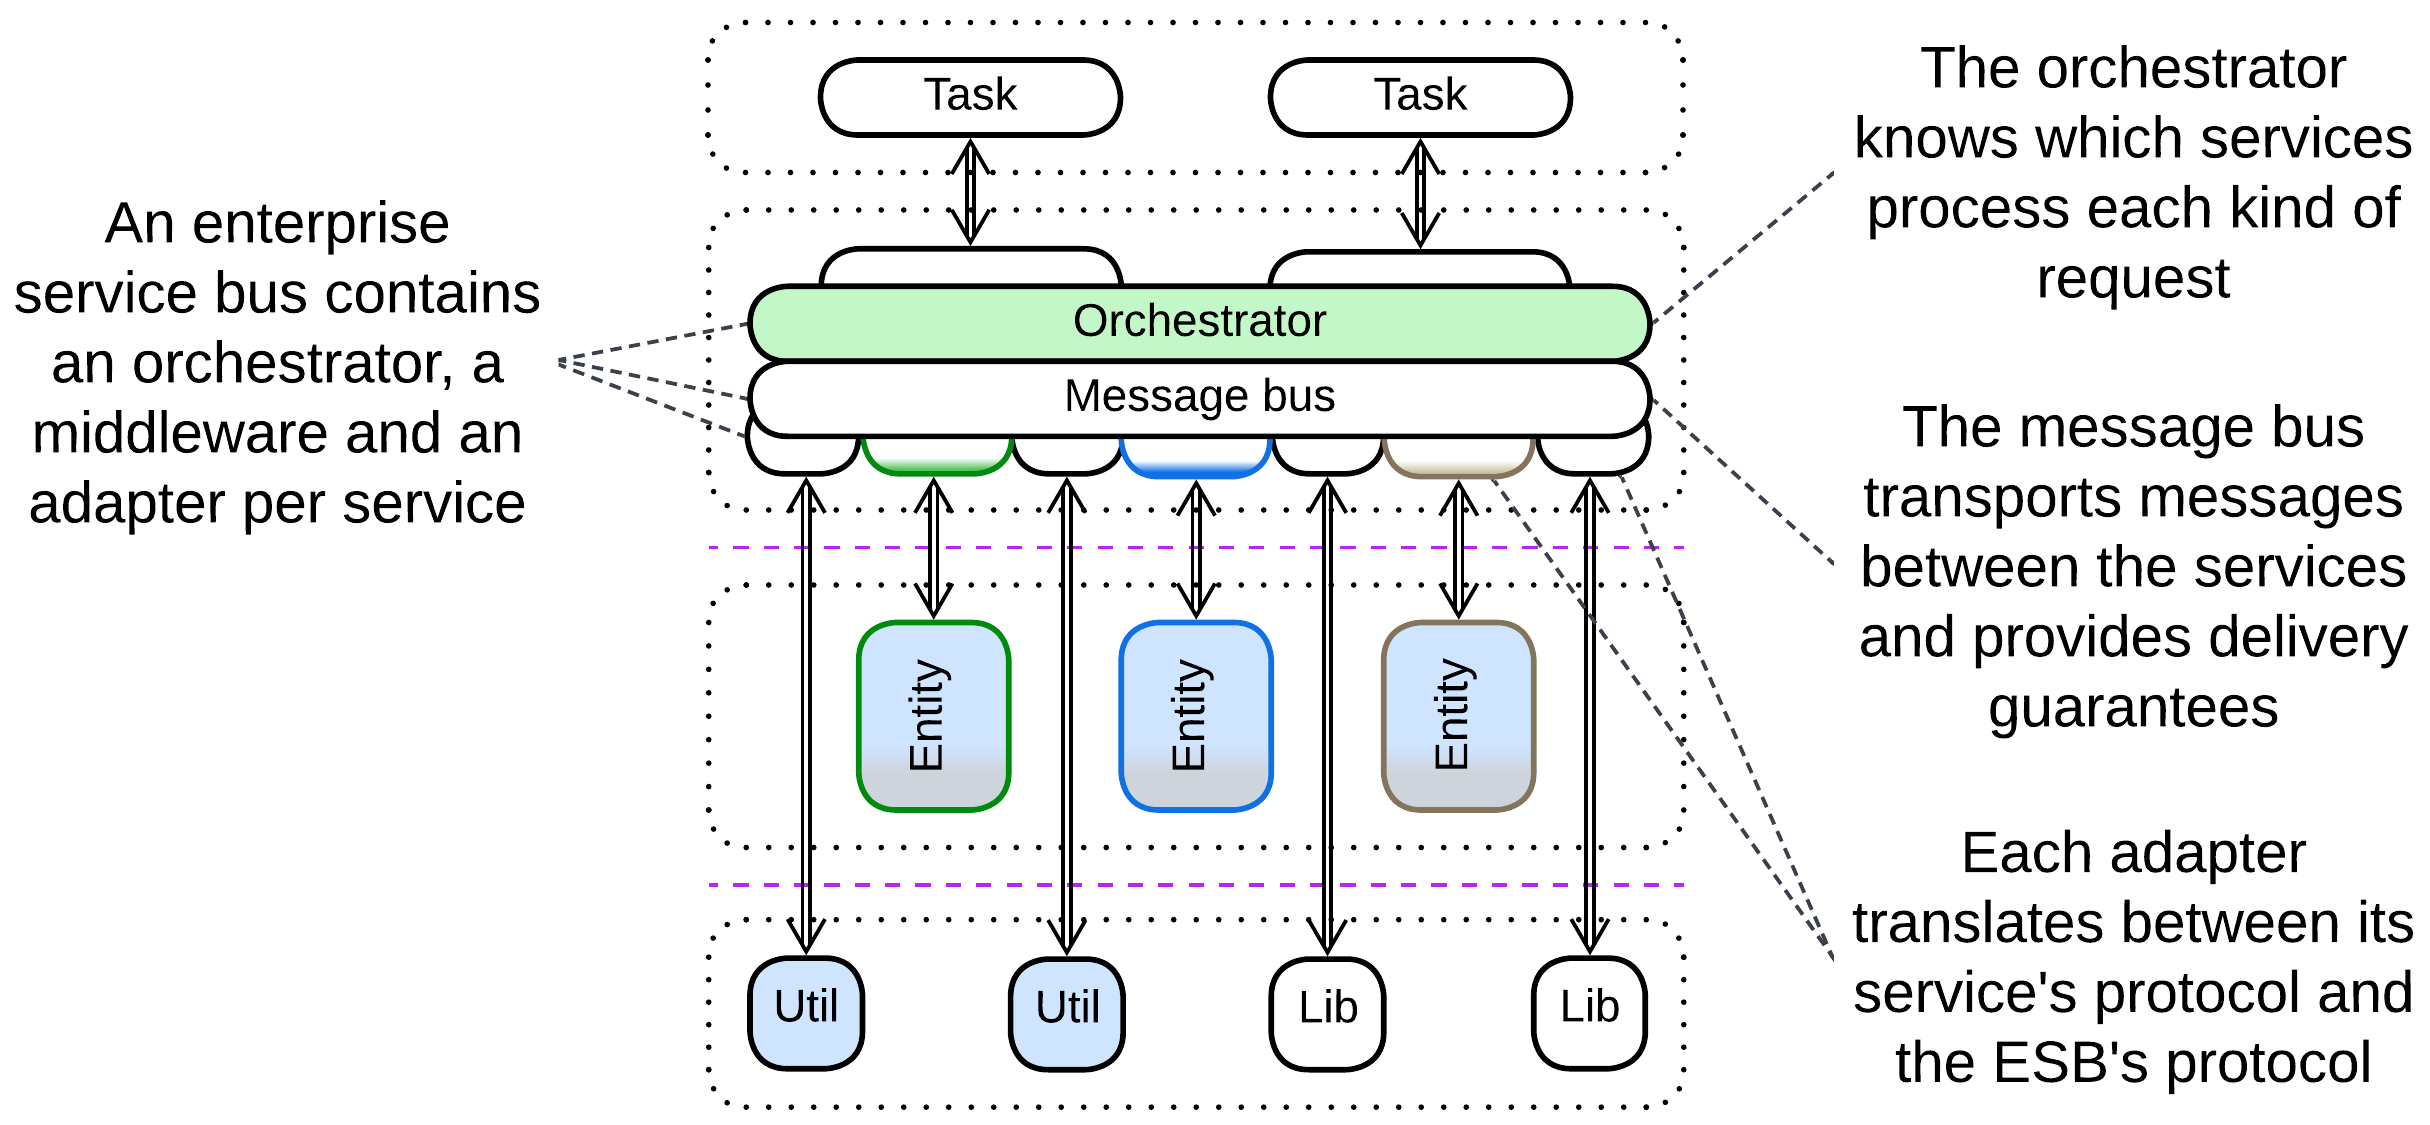 Task
Task
An enterprise
service bus contains
an orchestrator, a
middleware and an
adapter per service
Orchestrator
Message bus
The orchestrator
knows which services
process each kind of
request
The message bus
transports messages
between the services
and provides delivery
guarantees
Entity
Entity
Entity
Each adapter
translates between its
service's protocol and
the ESB's protocol
Util
Util
Lib
Lib